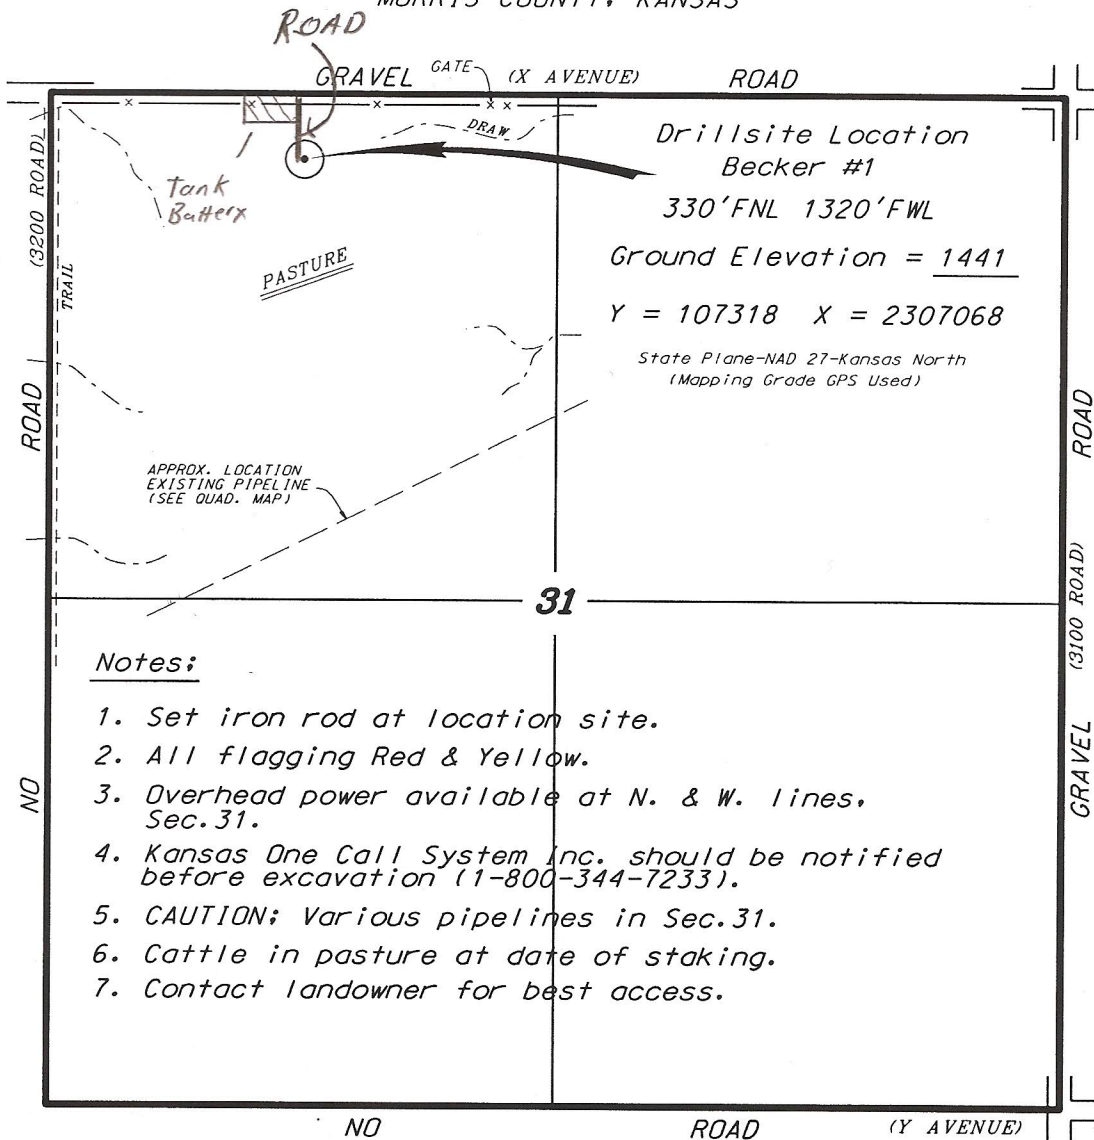 MORRIS COUNTY, KANSAS
ROAD
GRAVEL GATE (X AVENUE) ROAD
DRAW
Drillsite Location
Becker #1
330'FNL 1320'FWL
Ground Elevation = 1441
Y = 107318 X = 2307068
State Plane-NAD 27-Kansas North
(Mapping Grade GPS Used)
Tank
Battery
(3200 ROAD)
TRAIL
PASTURE
ROAD
ROAD
APPROX. LOCATION
EXISTING PIPELINE
(SEE QUAD. MAP)
31
(3100 ROAD)
GRAVEL
NO
Notes:
1. Set iron rod at location site.
2. All flagging Red & Yellow.
3. Overhead power available at N. & W. lines,
Sec.31.
4. Kansas One Call System Inc. should be notified
before excavation (1-800-344-7233).
5. CAUTION: Various pipelines in Sec.31.
6. Cattle in pasture at date of staking.
7. Contact landowner for best access.
NO ROAD (Y AVENUE)